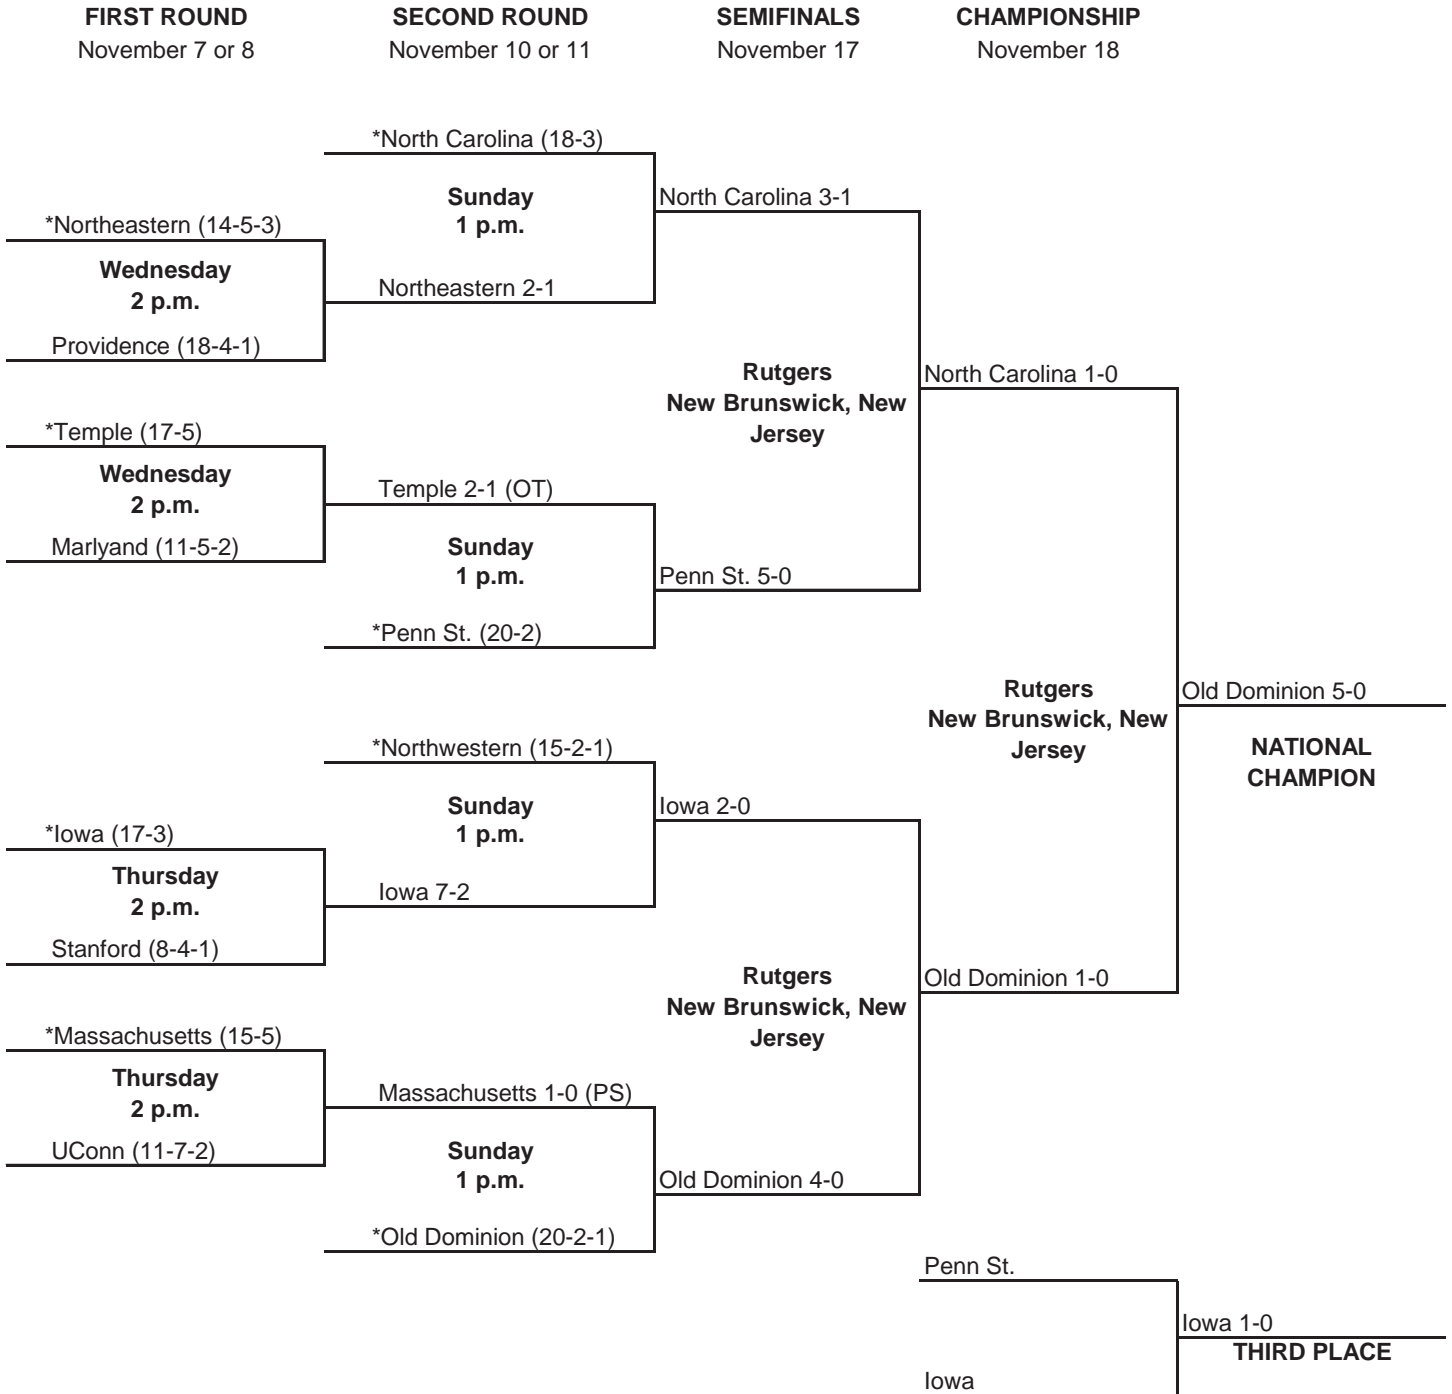 FIRST ROUND
November 7 or 8
SECOND ROUND
November 10 or 11
SEMIFINALS
November 17
CHAMPIONSHIP
November 18
*North Carolina (18-3)
Sunday
1 p.m.
North Carolina 3-1
*Northeastern (14-5-3)
Wednesday
2 p.m.
Northeastern 2-1
Providence (18-4-1)
Rutgers
New Brunswick, New
Jersey
North Carolina 1-0
*Temple (17-5)
Wednesday
2 p.m.
Temple 2-1 (OT)
Marlyand (11-5-2)
Sunday
1 p.m.
Penn St. 5-0
*Penn St. (20-2)
Rutgers
New Brunswick, New
Jersey
Old Dominion 5-0
NATIONAL
CHAMPION
*Northwestern (15-2-1)
Sunday
1 p.m.
Iowa 2-0
*Iowa (17-3)
Thursday
2 p.m.
Iowa 7-2
Stanford (8-4-1)
Rutgers
New Brunswick, New
Jersey
Old Dominion 1-0
*Massachusetts (15-5)
Thursday
2 p.m.
Massachusetts 1-0 (PS)
UConn (11-7-2)
Sunday
1 p.m.
Old Dominion 4-0
*Old Dominion (20-2-1)
Penn St.
Iowa 1-0
THIRD PLACE
Iowa